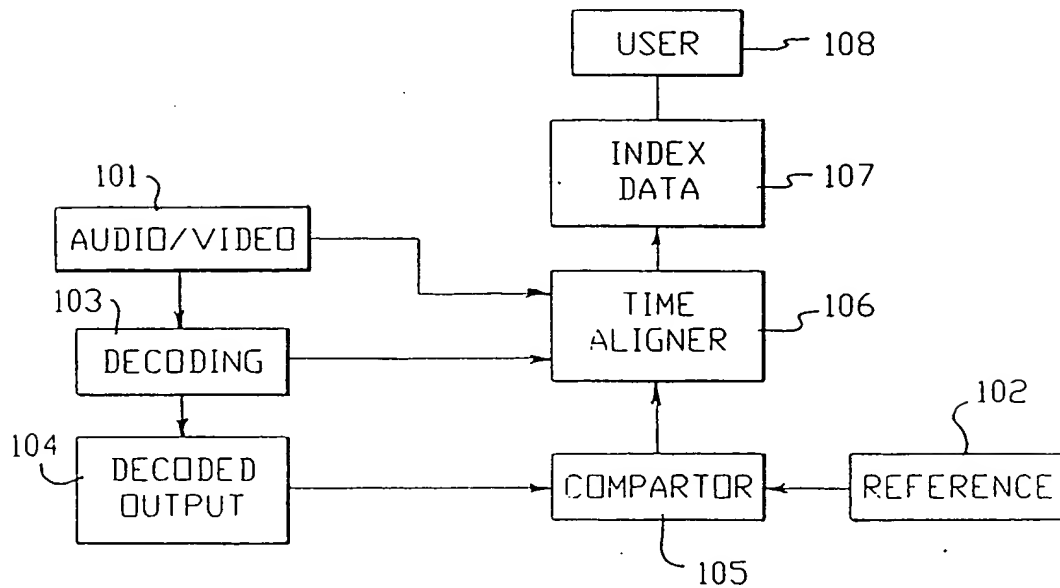 USER
108
INDEX
DATA
107
101
AUDIO/VIDEO
103
DECODING
TIME
ALIGNER
106
104
DECODED
OUTPUT
COMPARTOR
105
102
REFERENCE